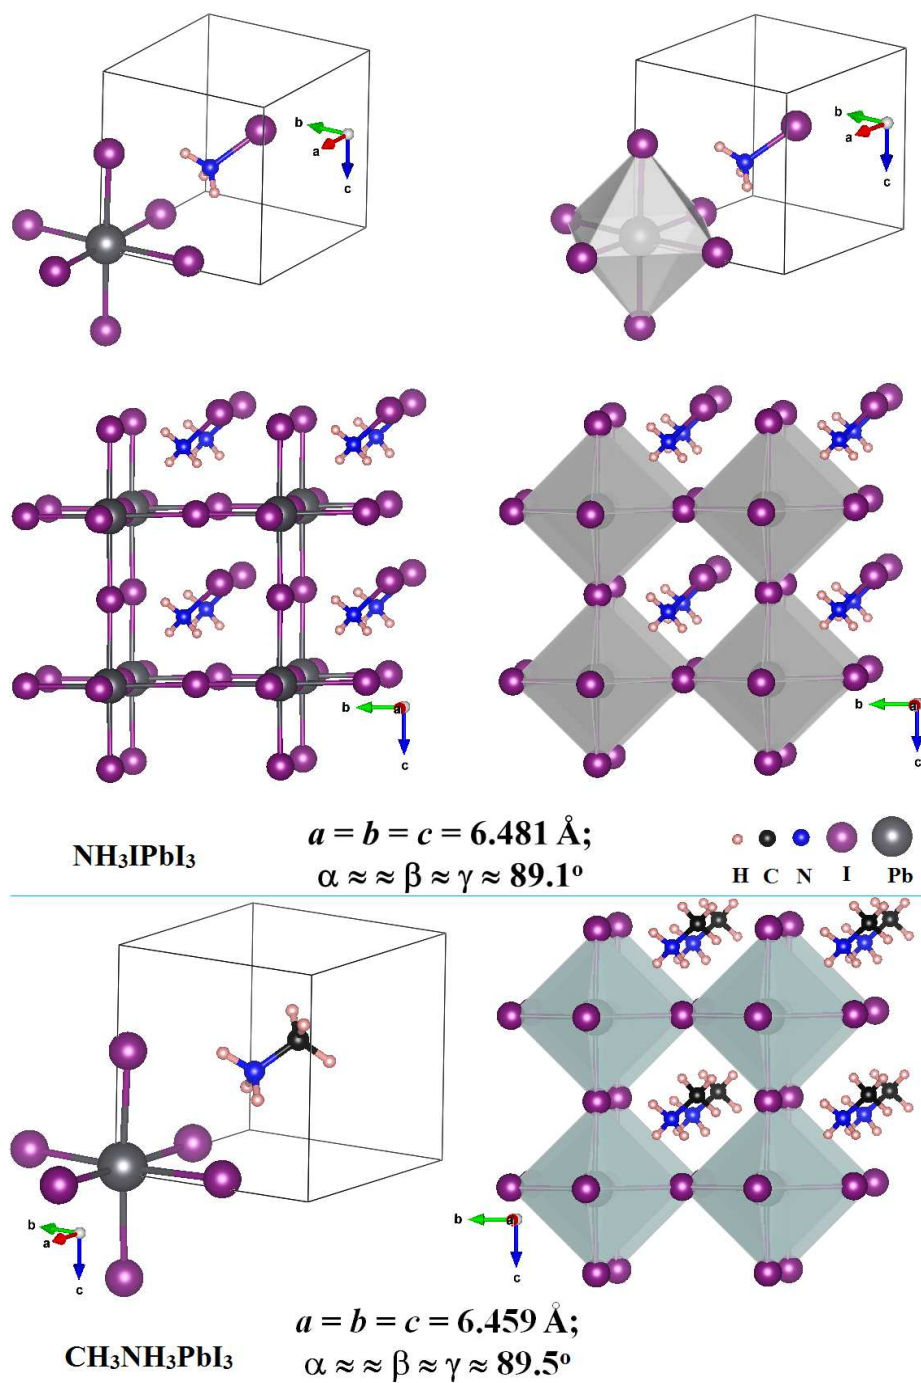 b
a
c
b
a
c
b
a
c
b
a
c
NH₃IPbI₃
a = b = c = 6.481 Å;
α ≈ ≈ β ≈ γ ≈ 89.1°
H C N I Pb
b
a
c
b
a
c
CH₃NH₃PbI₃
a = b = c = 6.459 Å;
α ≈ ≈ β ≈ γ ≈ 89.5°